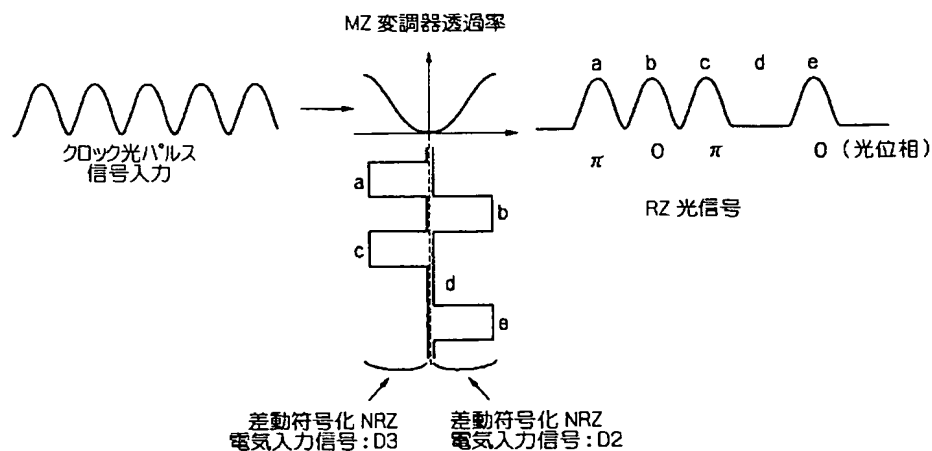 MZ 変調器透過率
クロック光パルス
信号入力
a
b
c
d
e
a b c d e
π 0 π 0 (光位相)
RZ 光信号
差動符号化 NRZ
電気入力信号:D3
差動符号化 NRZ
電気入力信号:D2